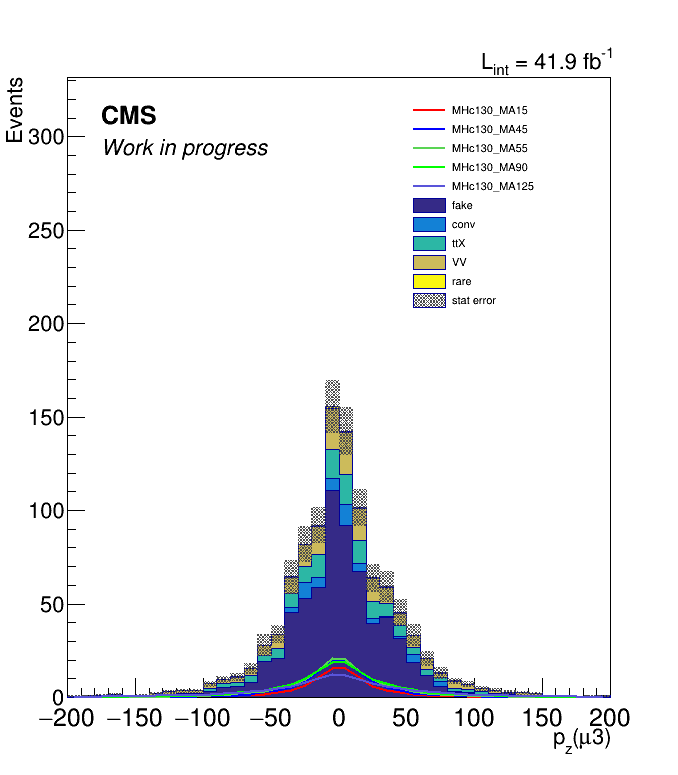 L_int = 41.9 fb^-1
Events
CMS
Work in progress
MHc130_MA15
MHc130_MA45
MHc130_MA55
MHc130_MA90
MHc130_MA125
fake
conv
ttX
VV
rare
stat error
300
250
200
150
100
50
0
−200 −150 −100 −50 0 50 100 150 200
p_z(μ3)